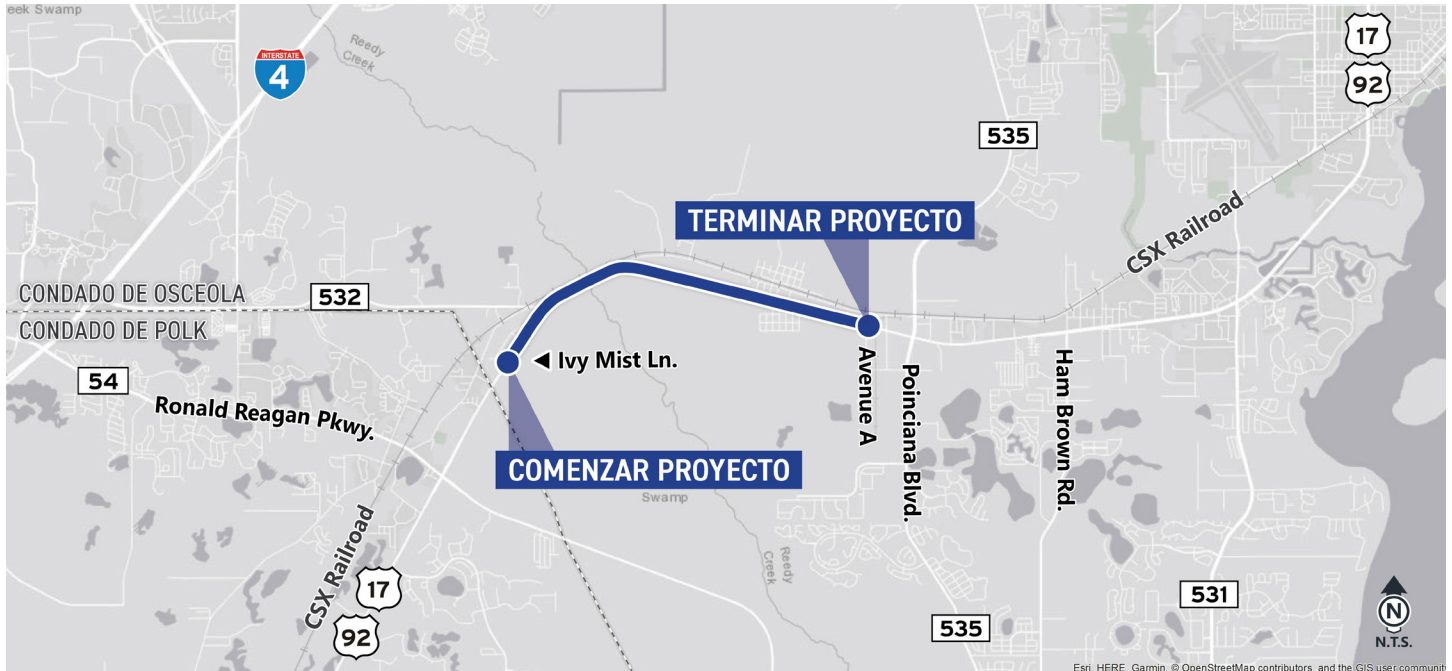 eek Swamp
INTERSTATE
4
Reedy
Creek
17
92
535
TERMINAR PROYECTO
CSX Railroad
CONDADO DE OSCEOLA
532
CONDADO DE POLK
Ivy Mist Ln.
54
Ronald Reagan Pkwy.
Avenue A
Poinciana Blvd.
Ham Brown Rd.
COMENZAR PROYECTO
Swamp
CSX Railroad
Reedy
Creek
17
92
535
531
N
N.T.S.
Esri, HERE, Garmin, © OpenStreetMap contributors, and the GIS user community